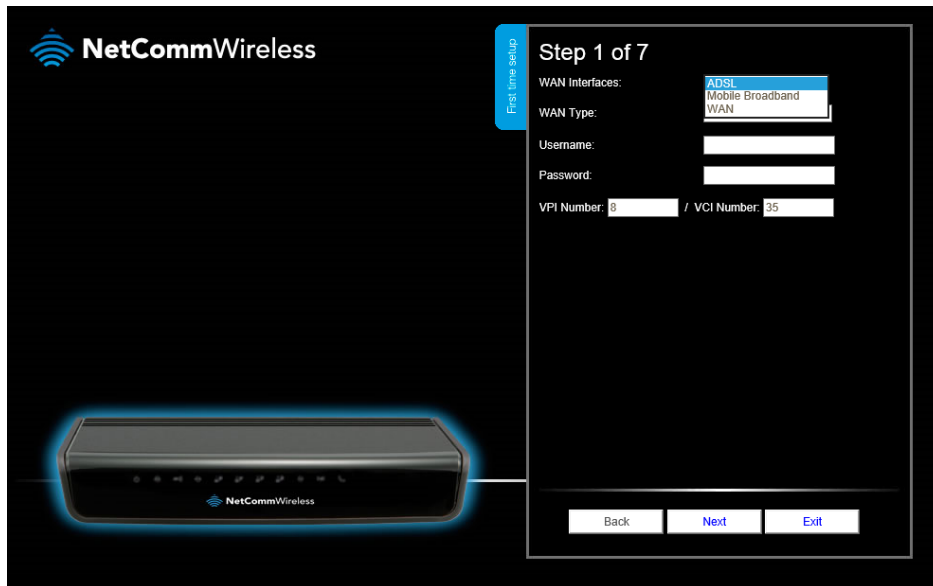 NetCommWireless
First time setup
Step 1 of 7
WAN Interfaces:
ADSL
Mobile Broadband
WAN
WAN Type:
Username:
Password:
VPI Number: 8 / VCI Number: 35
NetCommWireless
Back Next Exit